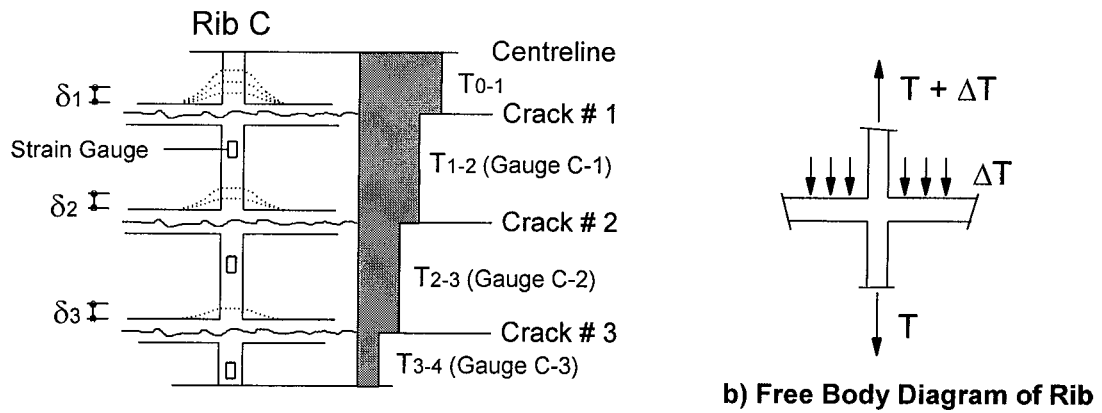 Rib C
Centreline
δ1
T0-1
Crack # 1
Strain Gauge
T1-2 (Gauge C-1)
δ2
Crack # 2
T2-3 (Gauge C-2)
δ3
Crack # 3
T3-4 (Gauge C-3)
T + ΔT
ΔT
T
b) Free Body Diagram of Rib